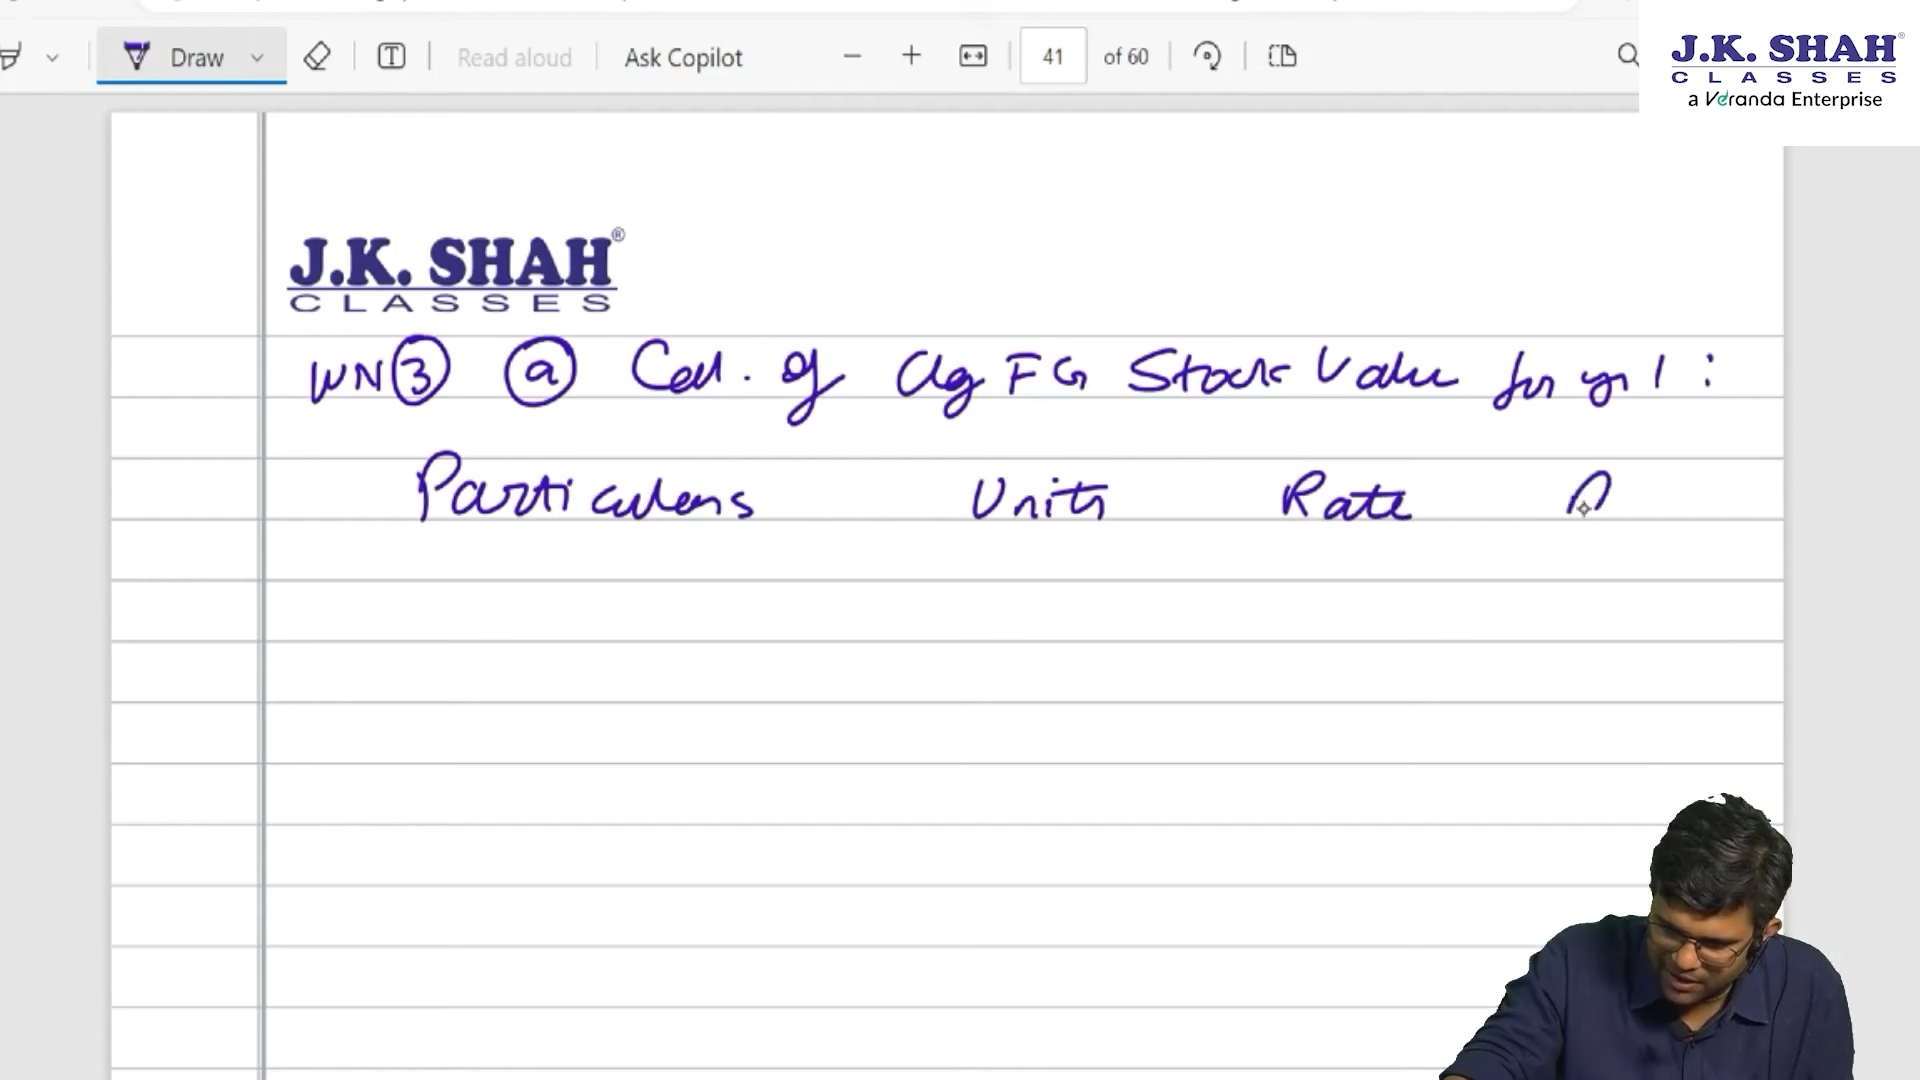 Draw
Read aloud
Ask Copilot
41 of 60
J.K. SHAH®
CLASSES
a Veranda Enterprise
J.K. SHAH®
CLASSES
WN 3 a Cal. of Clg FG Stock Value for yr 1 :
Particulars Units Rate A